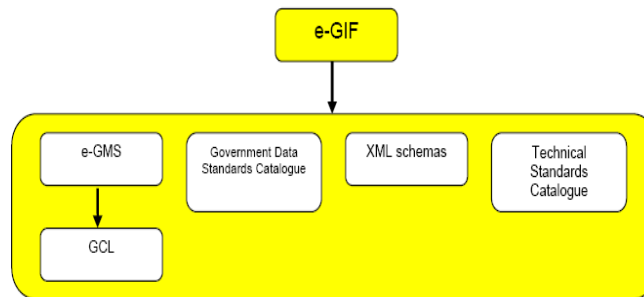 e-GIF
e-GMS
Government Data
Standards Catalogue
XML schemas
Technical
Standards
Catalogue
GCL